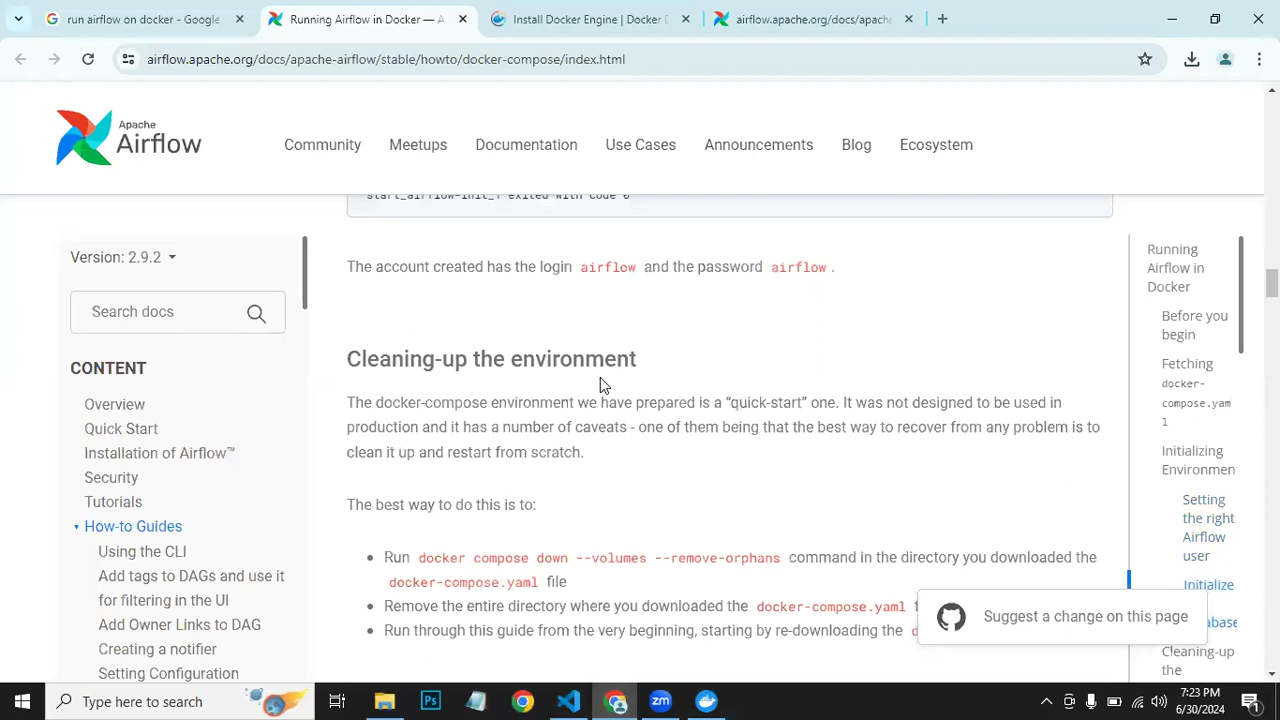 run airflow on docker - Google
Running Airflow in Docker — A
Install Docker Engine | Docker D
airflow.apache.org/docs/apache
airflow.apache.org/docs/apache-airflow/stable/howto/docker-compose/index.html
Apache
Airflow
Community
Meetups
Documentation
Use Cases
Announcements
Blog
Ecosystem
start_airflow-init_1 exited with code 0
Version: 2.9.2
Search docs
CONTENT
Overview
Quick Start
Installation of Airflow™
Security
Tutorials
How-to Guides
Using the CLI
Add tags to DAGs and use it
for filtering in the UI
Add Owner Links to DAG
Creating a notifier
Setting Configuration
The account created has the login airflow and the password airflow.
Cleaning-up the environment
The docker-compose environment we have prepared is a “quick-start” one. It was not designed to be used in
production and it has a number of caveats - one of them being that the best way to recover from any problem is to
clean it up and restart from scratch.
The best way to do this is to:
Run docker compose down --volumes --remove-orphans command in the directory you downloaded the
docker-compose.yaml file
Remove the entire directory where you downloaded the docker-compose.yaml
Run through this guide from the very beginning, starting by re-downloading the
Suggest a change on this page
Running
Airflow in
Docker
Before you
begin
Fetching
docker-
compose.yam
l
Initializing
Environmen
Setting
the right
Airflow
user
Initialize
abase
Cleaning-up
the
Type here to search
Ps
zm
7:23 PM
6/30/2024
1